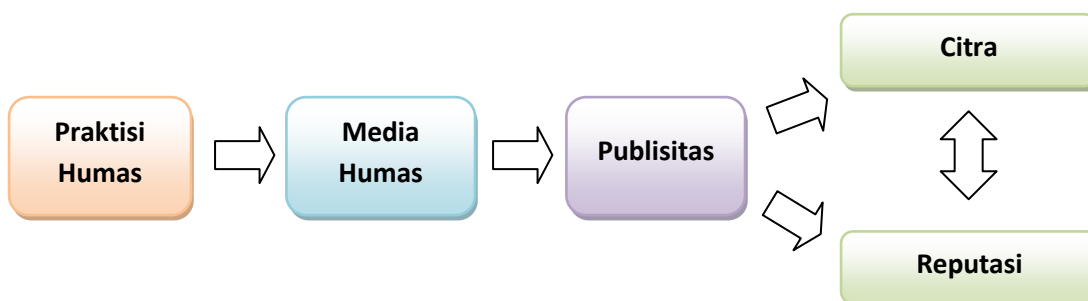 Praktisi
Humas
Media
Humas
Publisitas
Citra
Reputasi